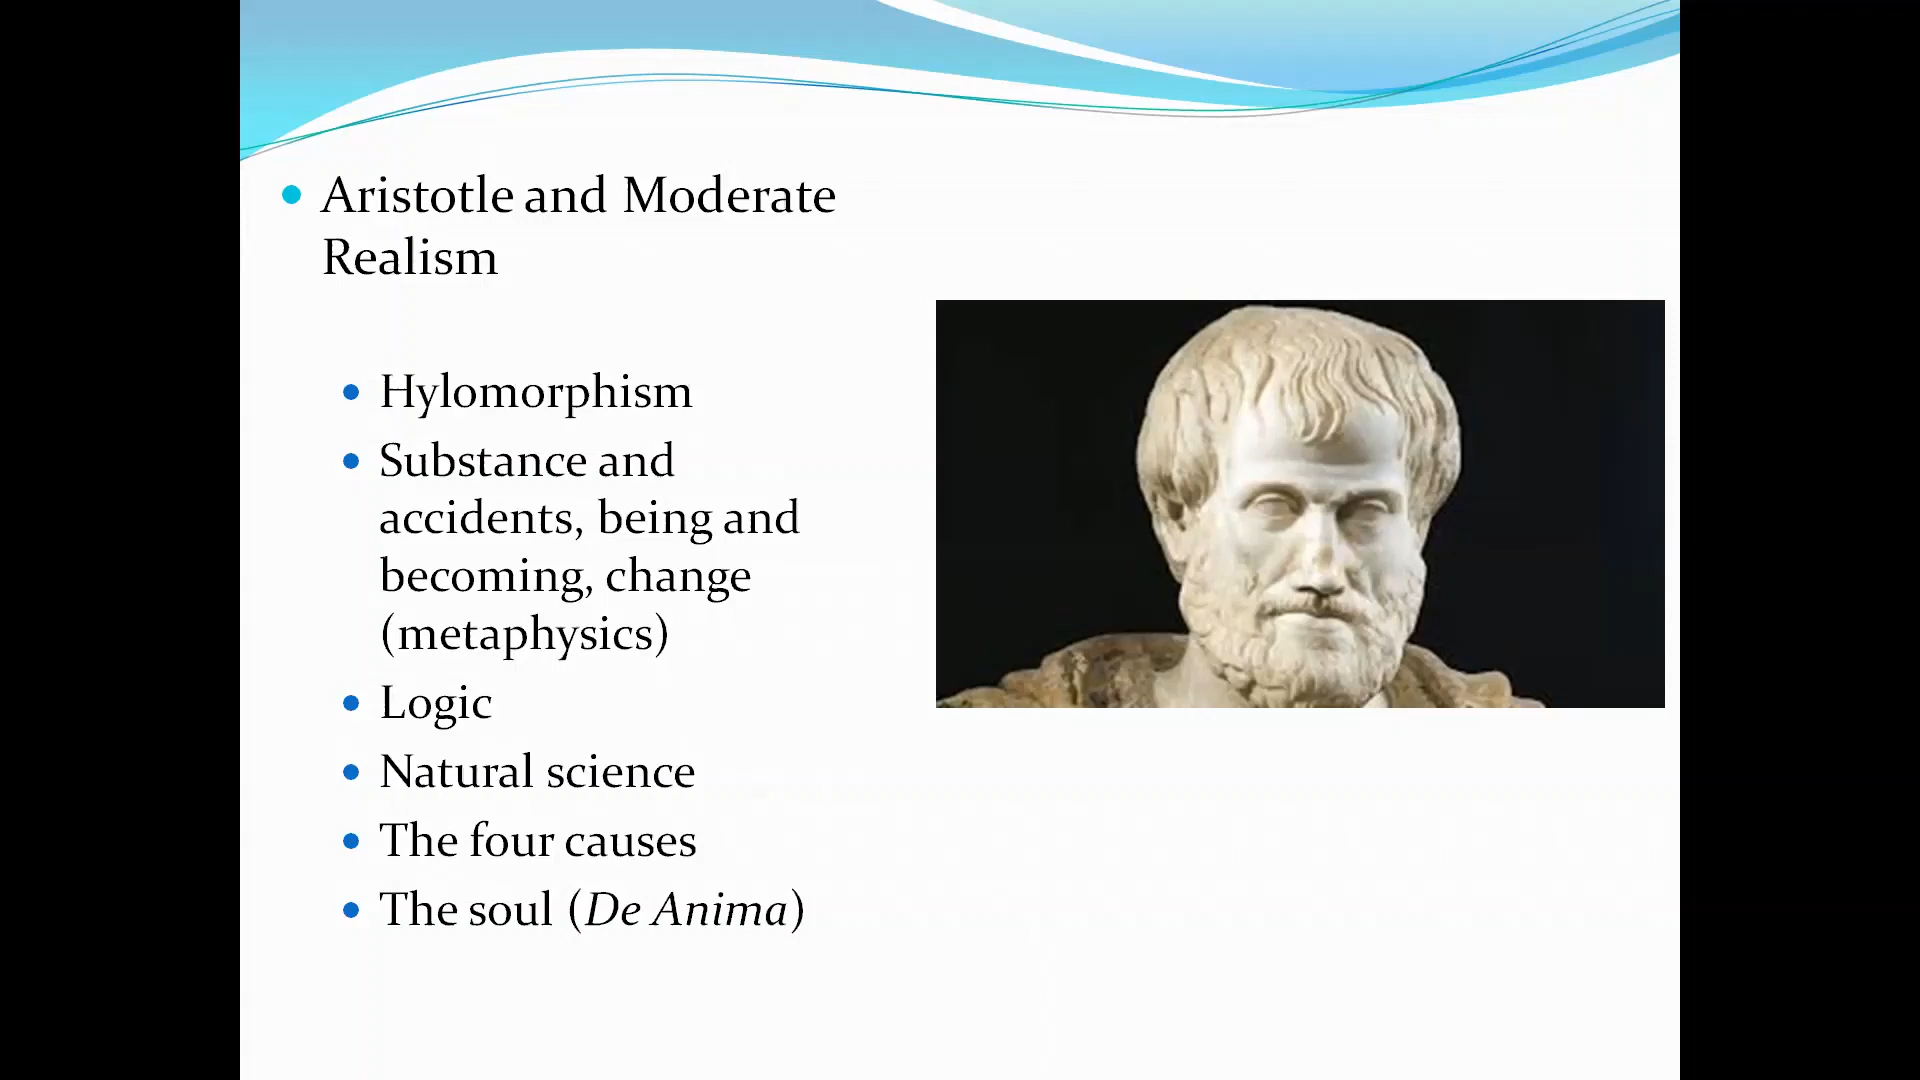 Aristotle and Moderate
Realism
Hylomorphism
Substance and
accidents, being and
becoming, change
(metaphysics)
Logic
Natural science
The four causes
The soul (De Anima)